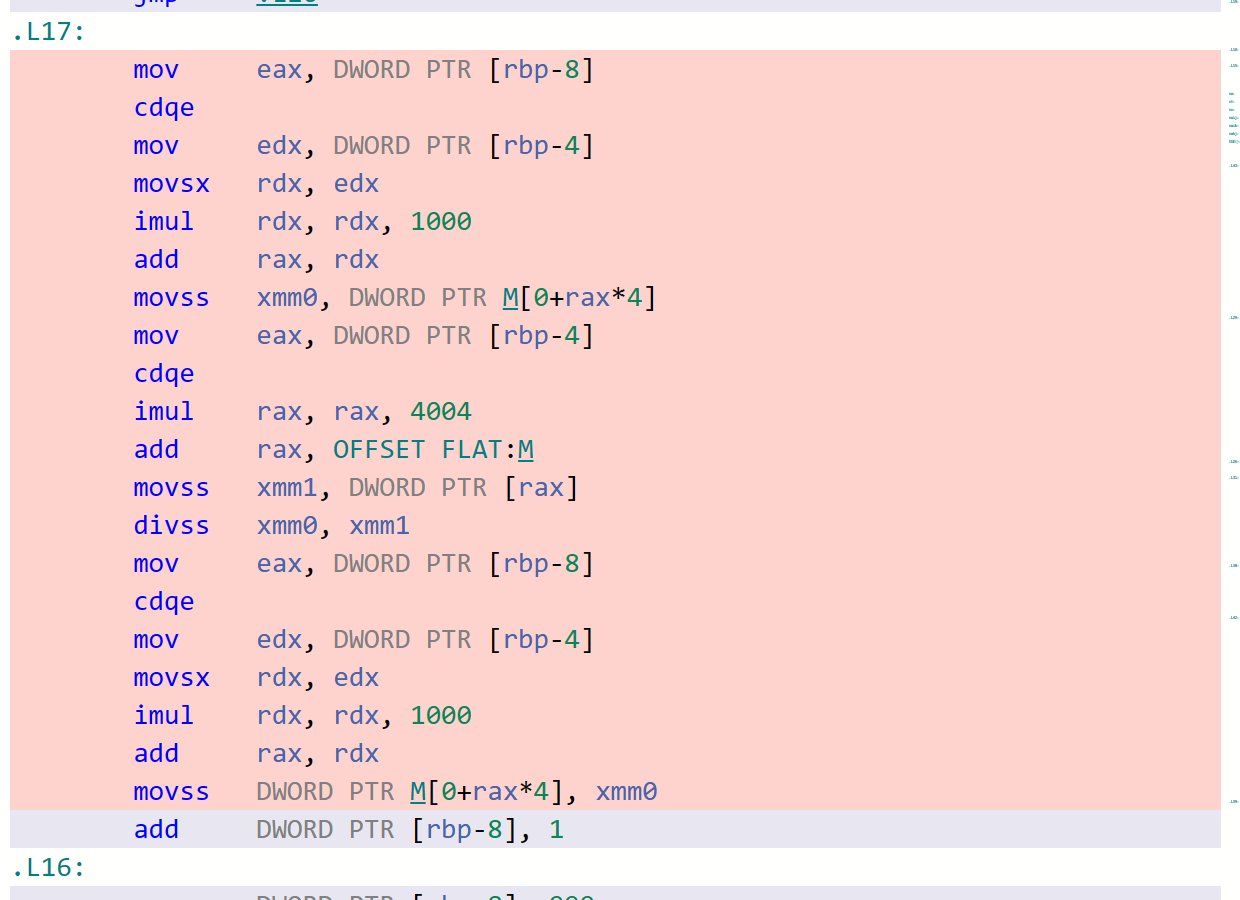 .L17:
mov eax, DWORD PTR [rbp-8]
cdqe
mov edx, DWORD PTR [rbp-4]
movsx rdx, edx
imul rdx, rdx, 1000
add rax, rdx
movss xmm0, DWORD PTR M[0+rax*4]
mov eax, DWORD PTR [rbp-4]
cdqe
imul rax, rax, 4004
add rax, OFFSET FLAT:M
movss xmm1, DWORD PTR [rax]
divss xmm0, xmm1
mov eax, DWORD PTR [rbp-8]
cdqe
mov edx, DWORD PTR [rbp-4]
movsx rdx, edx
imul rdx, rdx, 1000
add rax, rdx
movss DWORD PTR M[0+rax*4], xmm0
add DWORD PTR [rbp-8], 1
.L16: